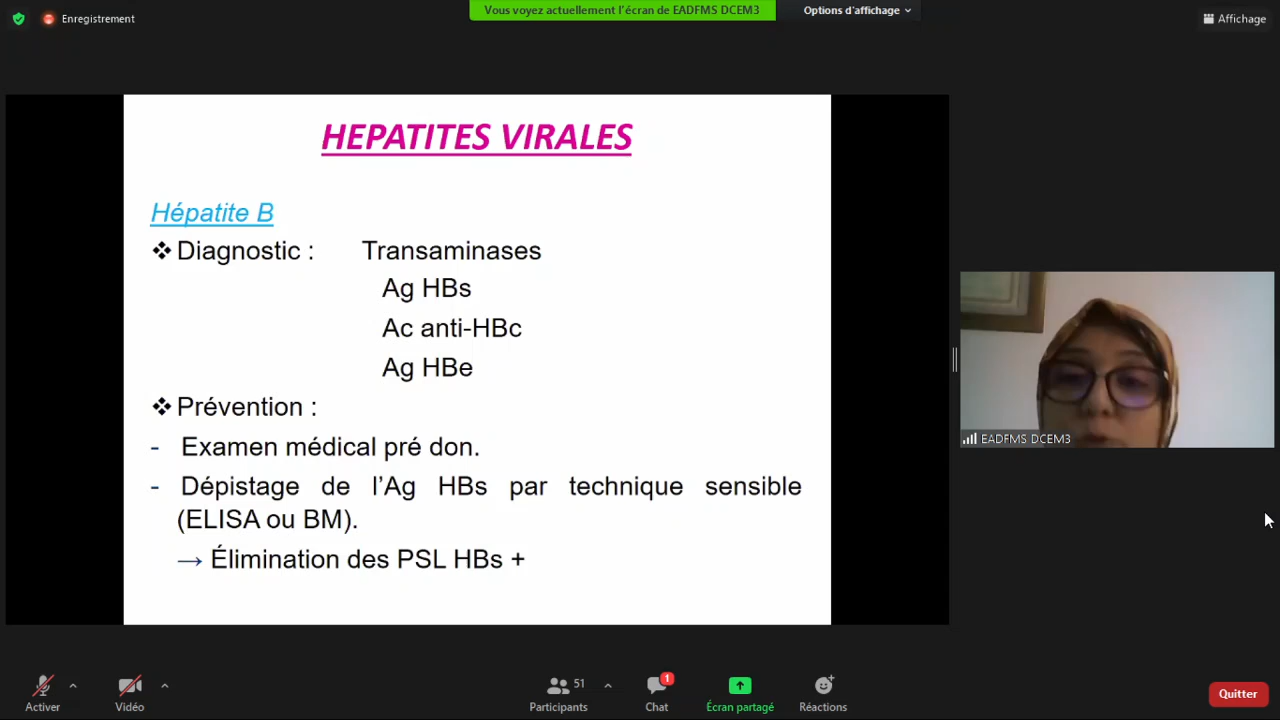 Enregistrement
Vous voyez actuellement l'écran de EADFMS DCEM3
Options d'affichage
Affichage
HEPATITES VIRALES
Hépatite B
❖ Diagnostic : Transaminases
Ag HBs
Ac anti-HBc
Ag HBe
❖ Prévention :
- Examen médical pré don.
- Dépistage de l'Ag HBs par technique sensible
(ELISA ou BM).
→ Élimination des PSL HBs +
EADFMS DCEM3
Activer
Vidéo
51
Participants
1
Chat
Écran partagé
Réactions
Quitter